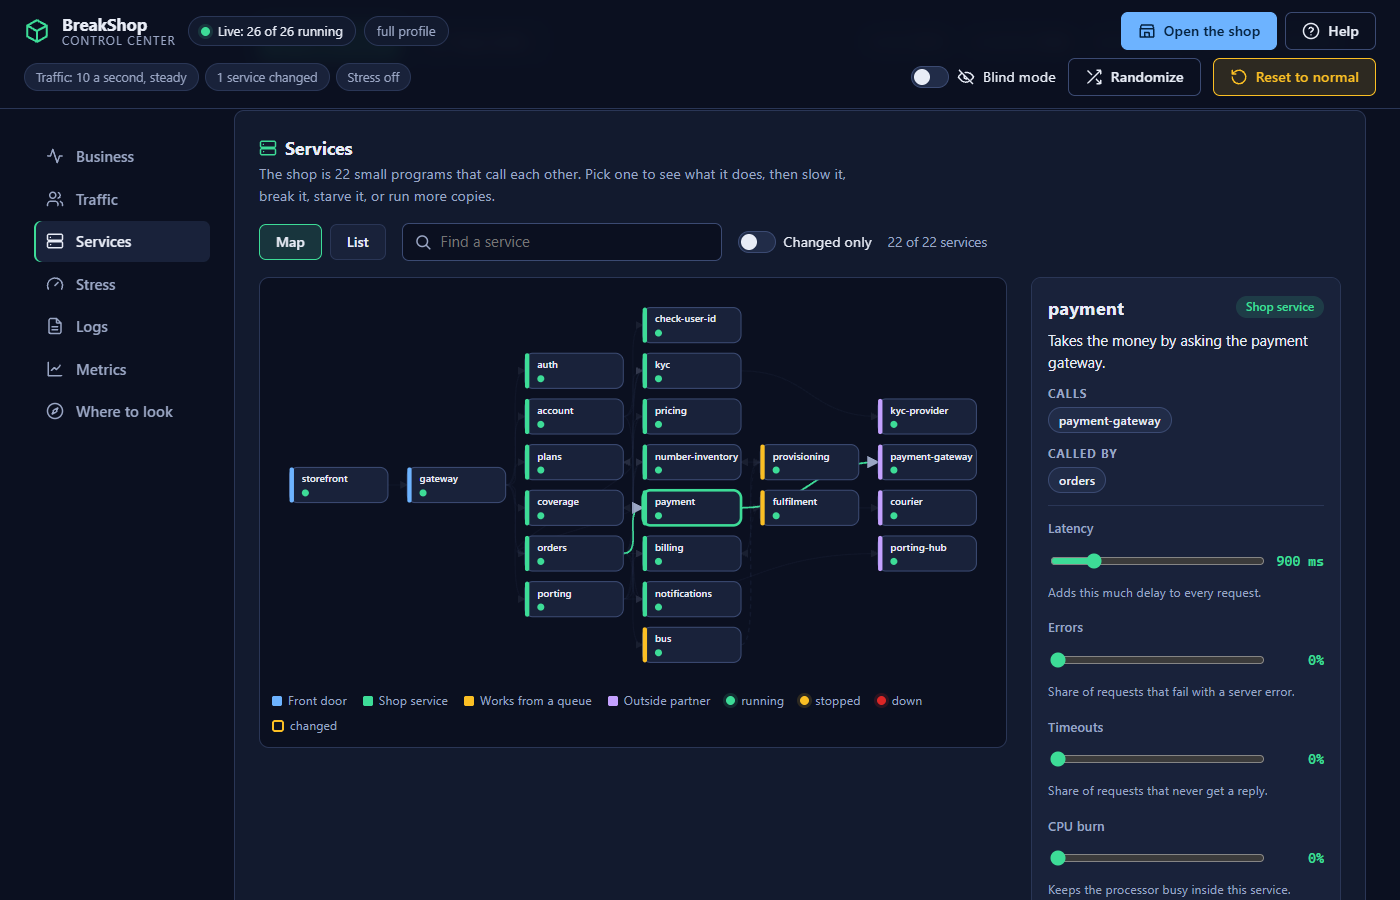 BreakShop
CONTROL CENTER
Live: 26 of 26 running
full profile
Open the shop
Help
Traffic: 10 a second, steady
1 service changed
Stress off
Blind mode
Randomize
Reset to normal
Business
Traffic
Services
Stress
Logs
Metrics
Where to look
Services
The shop is 22 small programs that call each other. Pick one to see what it does, then slow it,
break it, starve it, or run more copies.
Map
List
Find a service
Changed only
22 of 22 services
storefront
gateway
auth
account
plans
coverage
orders
porting
check-user-id
kyc
pricing
number-inventory
payment
billing
notifications
bus
provisioning
fulfilment
kyc-provider
payment-gateway
courier
porting-hub
Front door
Shop service
Works from a queue
Outside partner
running
stopped
down
changed
payment
Shop service
Takes the money by asking the payment
gateway.
CALLS
payment-gateway
CALLED BY
orders
Latency
900 ms
Adds this much delay to every request.
Errors
0%
Share of requests that fail with a server error.
Timeouts
0%
Share of requests that never get a reply.
CPU burn
0%
Keeps the processor busy inside this service.